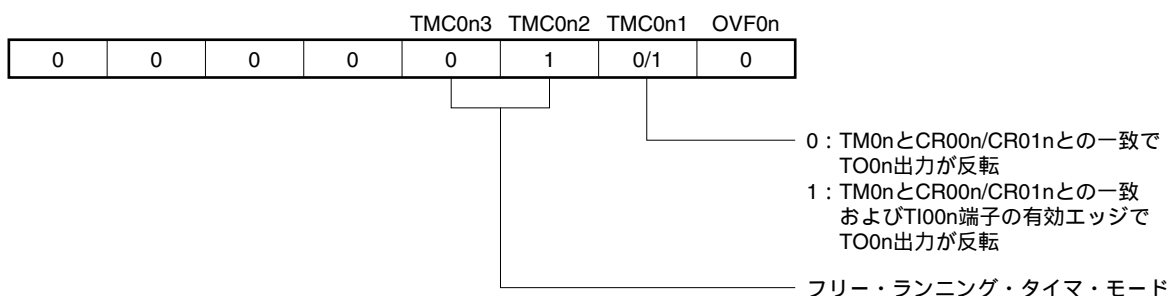 TMC0n3 TMC0n2 TMC0n1 OVF0n
0 0 0 0 0 1 0/1 0
0：TM0nとCR00n/CR01nとの一致で
TO0n出力が反転
1：TM0nとCR00n/CR01nとの一致
およびTI00n端子の有効エッジで
TO0n出力が反転
フリー・ランニング・タイマ・モード